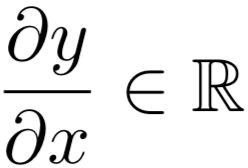 ∂y/∂x ∈ ℝ